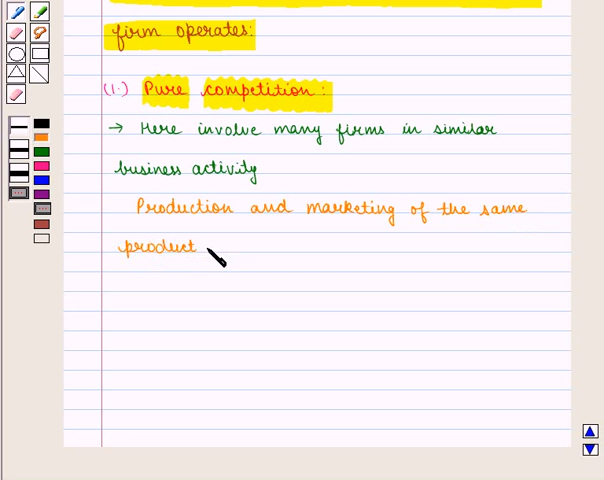 firm operates:
(1.) Pure competition:
→ Here involve many firms in similar
business activity
Production and marketing of the same
product